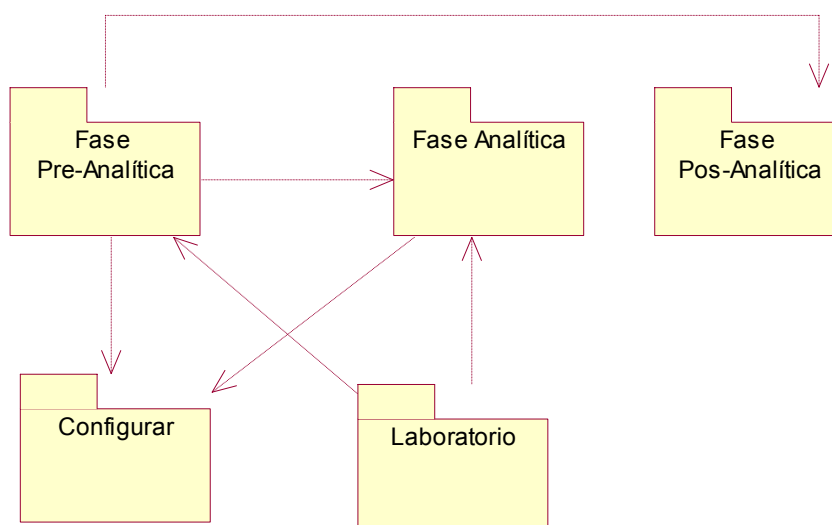 Fase
Pre-Analítica
Fase Analítica
Fase
Pos-Analítica
Configurar
Laboratorio